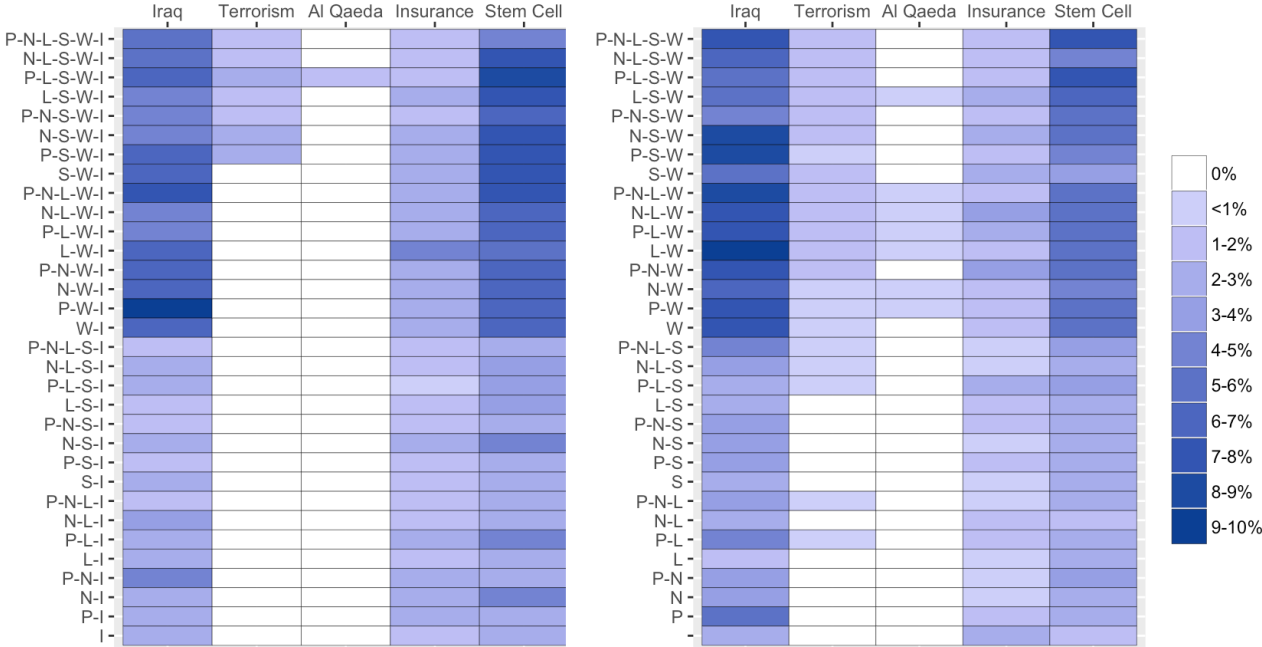 Iraq Terrorism Al Qaeda Insurance Stem Cell
P-N-L-S-W-I
N-L-S-W-I
P-L-S-W-I
L-S-W-I
P-N-S-W-I
N-S-W-I
P-S-W-I
S-W-I
P-N-L-W-I
N-L-W-I
P-L-W-I
L-W-I
P-N-W-I
N-W-I
P-W-I
W-I
P-N-L-S-I
N-L-S-I
P-L-S-I
L-S-I
P-N-S-I
N-S-I
P-S-I
S-I
P-N-L-I
N-L-I
P-L-I
L-I
P-N-I
N-I
P-I
I
Iraq Terrorism Al Qaeda Insurance Stem Cell
P-N-L-S-W
N-L-S-W
P-L-S-W
L-S-W
P-N-S-W
N-S-W
P-S-W
S-W
P-N-L-W
N-L-W
P-L-W
L-W
P-N-W
N-W
P-W
W
P-N-L-S
N-L-S
P-L-S
L-S
P-N-S
N-S
P-S
S
P-N-L
N-L
P-L
L
P-N
N
P
0%
<1%
1-2%
2-3%
3-4%
4-5%
5-6%
6-7%
7-8%
8-9%
9-10%